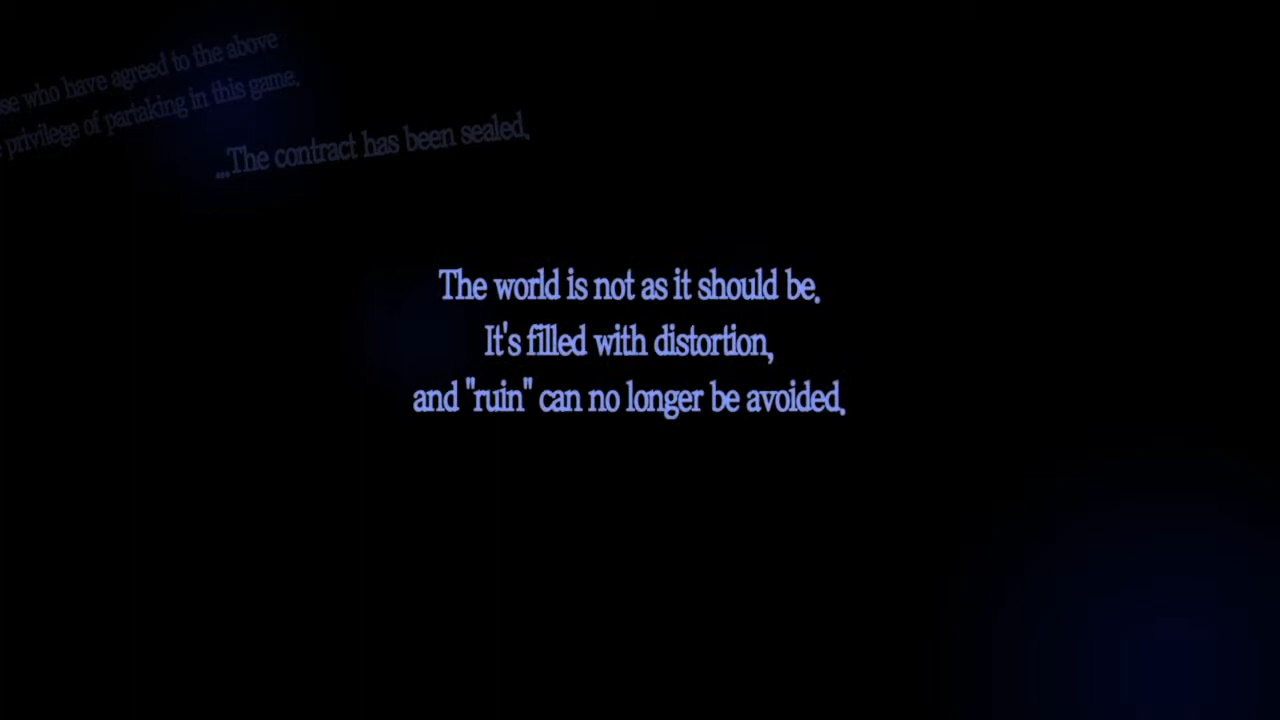 se who have agreed to the above
privilege of partaking in this game.
...The contract has been sealed.
The world is not as it should be.
It's filled with distortion,
and "ruin" can no longer be avoided.